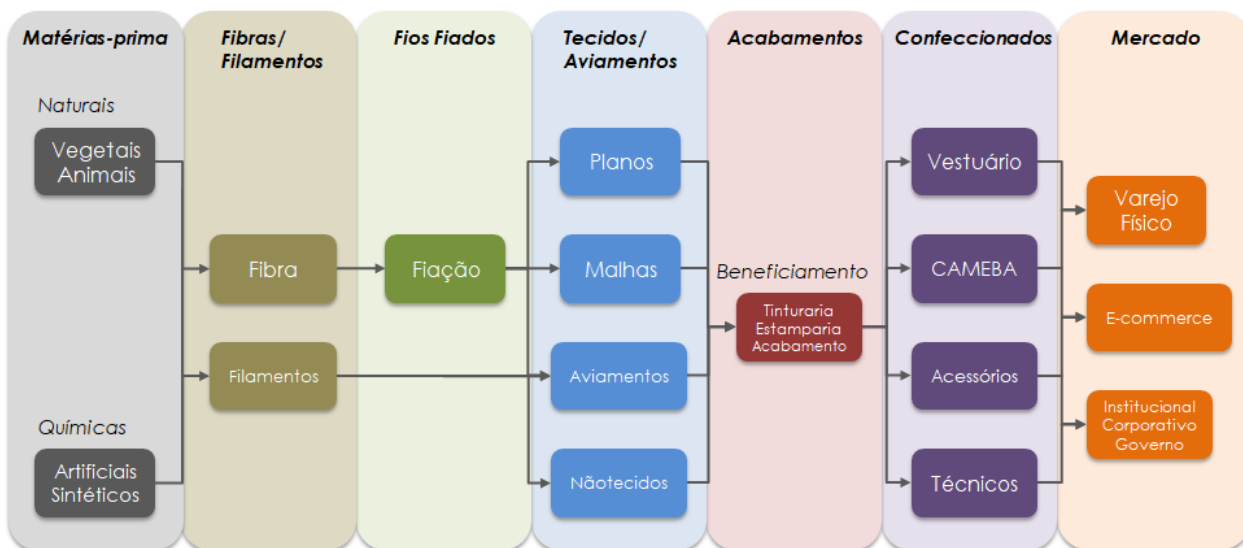 Matérias-prima
Naturais
Vegetais
Animais
Químicas
Artificiais
Sintéticos
Fibras/
Filamentos
Fibra
Filamentos
Fios Fiados
Fiação
Tecidos/
Aviamentos
Planos
Malhas
Aviamentos
Nãotecidos
Acabamentos
Beneficiamento
Tinturaria
Estamparia
Acabamento
Confeccionados
Vestuário
CAMEBA
Acessórios
Técnicos
Mercado
Varejo
Físico
E-commerce
Institucional
Corporativo
Governo